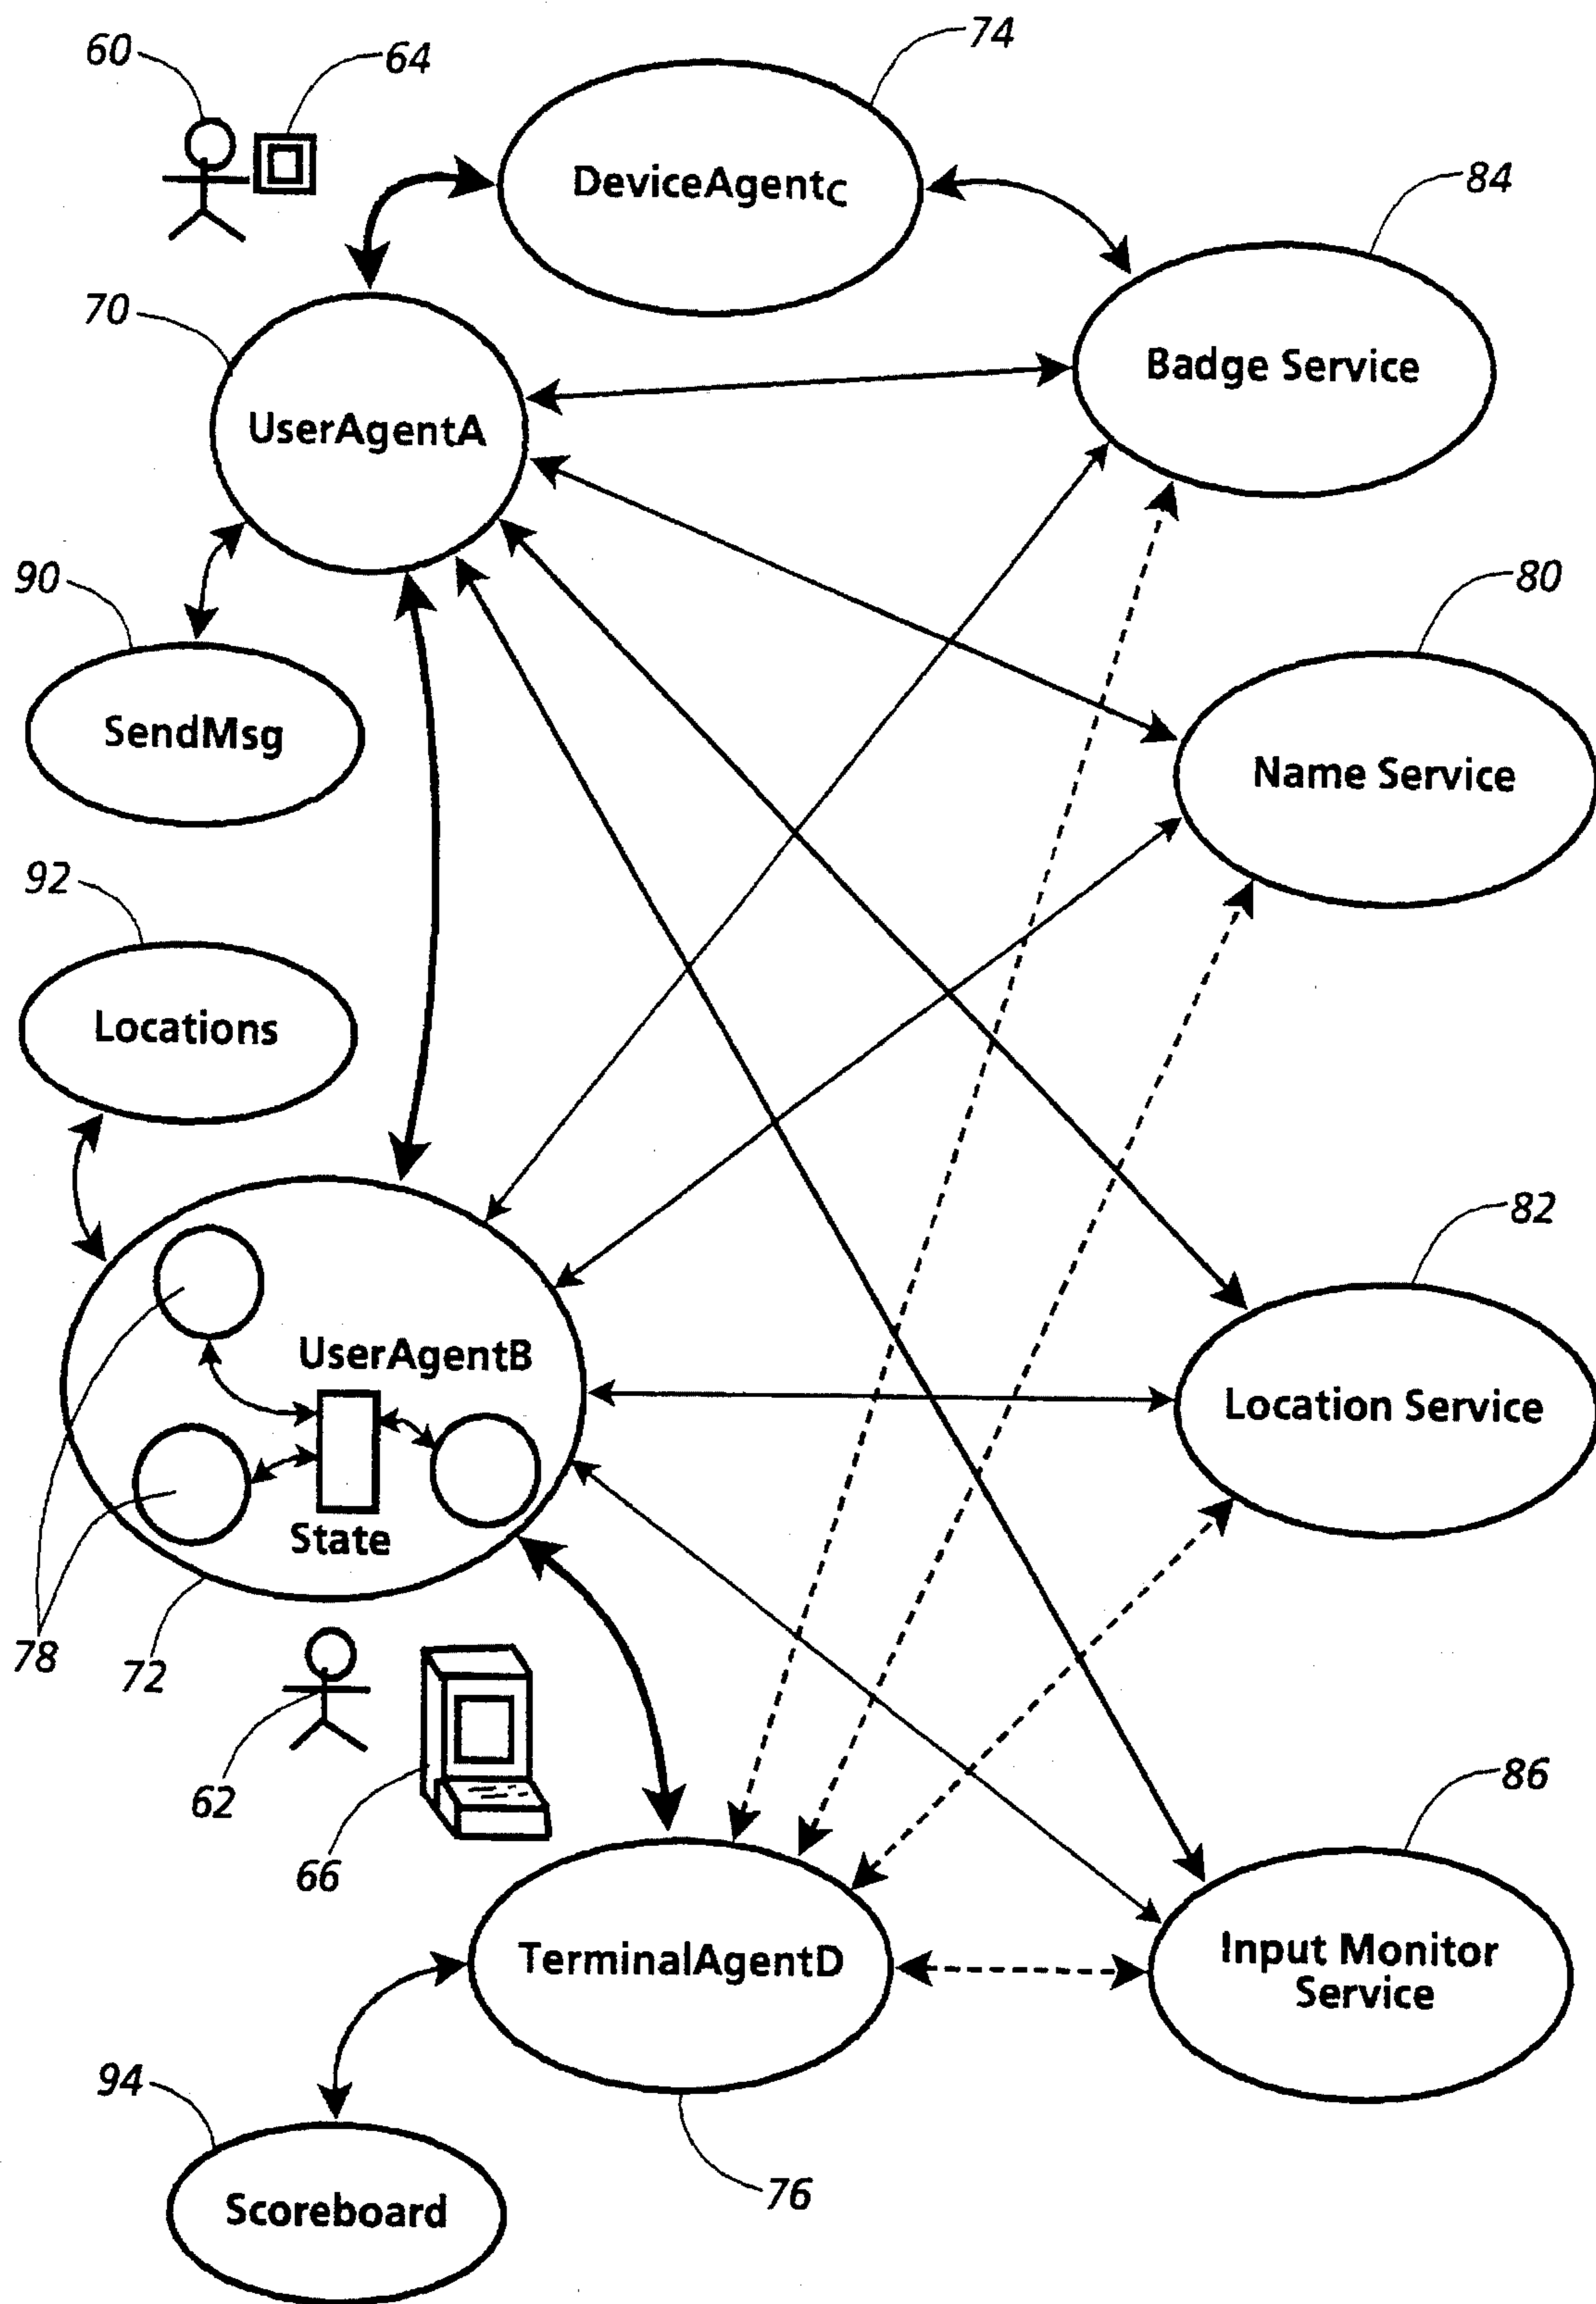 60
64
74
DeviceAgentC
84
70
Badge Service
UserAgentA
90
80
SendMsg
Name Service
92
Locations
82
UserAgentB
Location Service
State
78
72
62
66
86
TerminalAgentD
Input Monitor
Service
94
76
Scoreboard